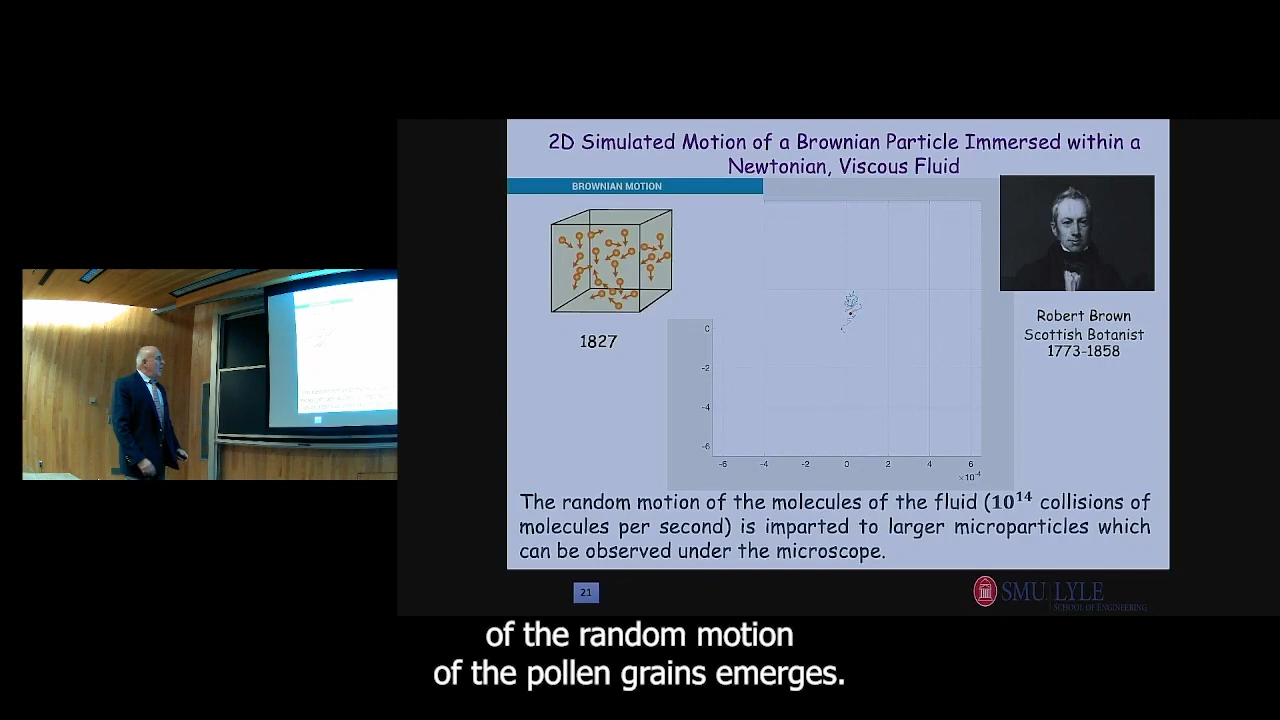 2D Simulated Motion of a Brownian Particle Immersed within a
Newtonian, Viscous Fluid
BROWNIAN MOTION
1827
Robert Brown
Scottish Botanist
1773-1858
0
-2
-4
-6
-6 -4 -2 0 2 4 6
×10⁻⁴
The random motion of the molecules of the fluid (10¹⁴ collisions of
molecules per second) is imparted to larger microparticles which
can be observed under the microscope.
21
SMU LYLE
SCHOOL OF ENGINEERING
of the random motion
of the pollen grains emerges.